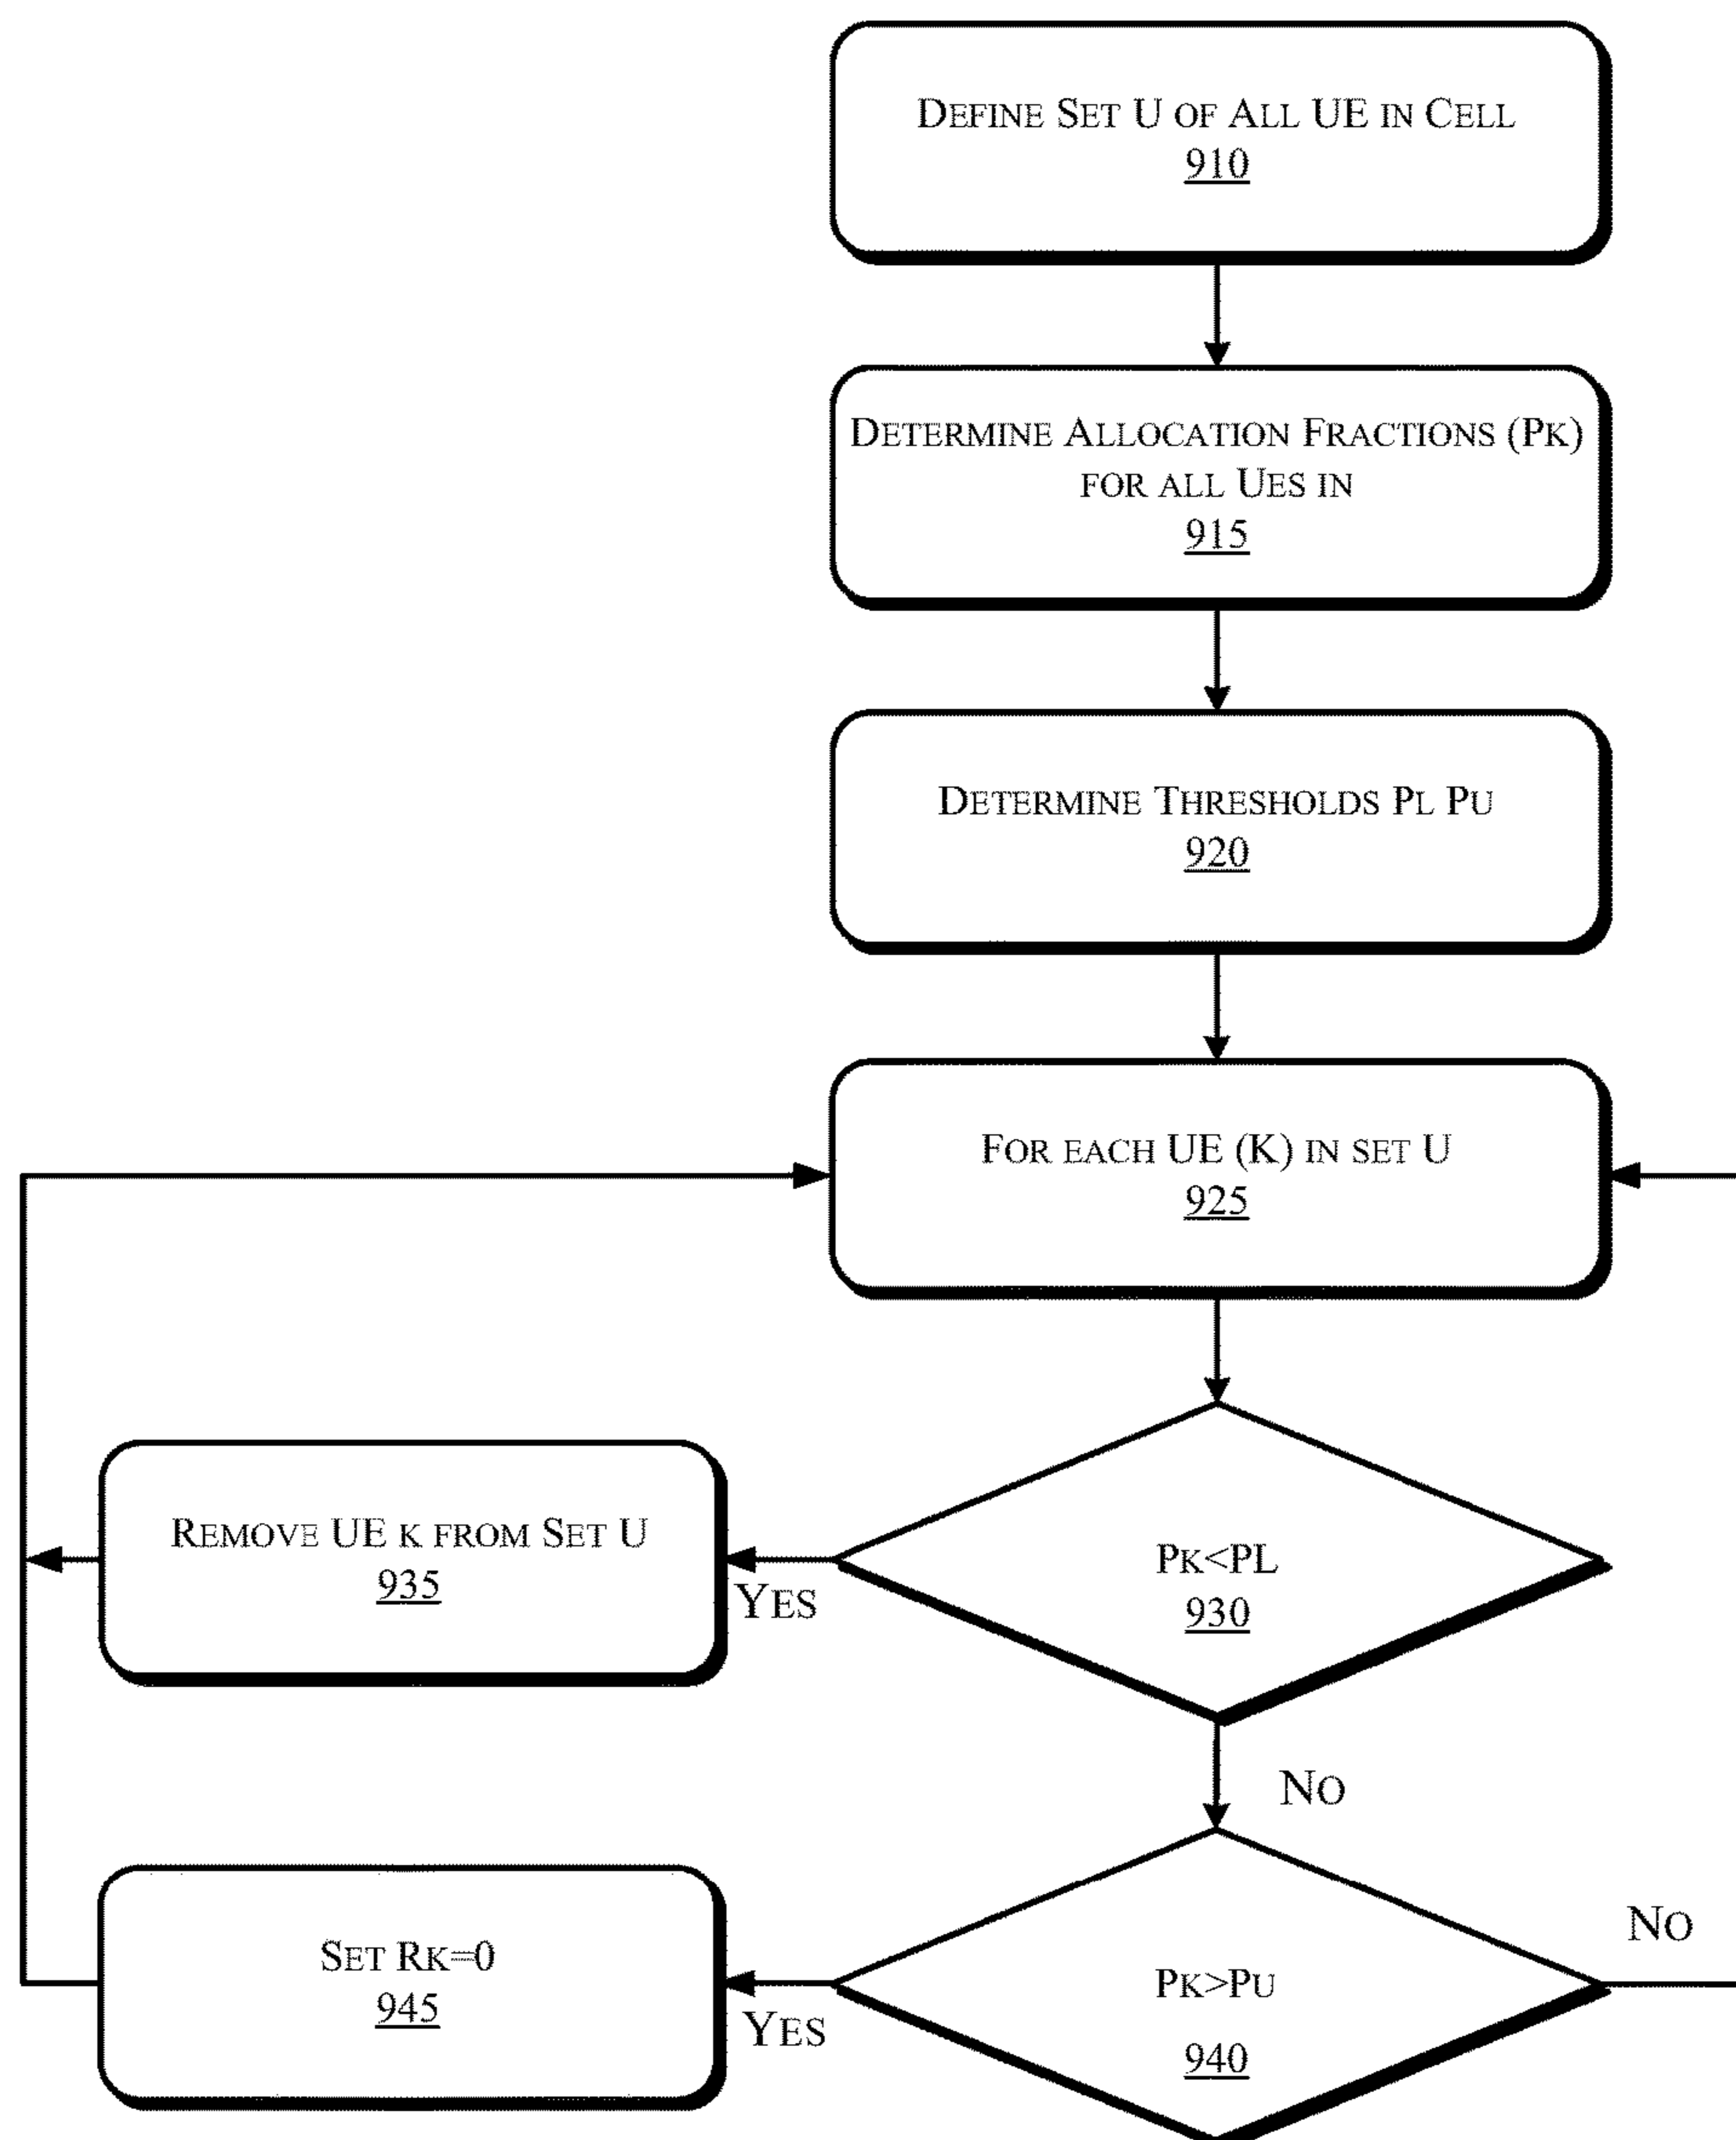 DEFINE SET U OF ALL UE IN CELL
910
DETERMINE ALLOCATION FRACTIONS (PK)
FOR ALL UES IN
915
DETERMINE THRESHOLDS PL PU
920
FOR EACH UE (K) IN SET U
925
PK<PL
930
YES
REMOVE UE K FROM SET U
935
NO
PK>PU
940
YES
NO
SET RK=0
945